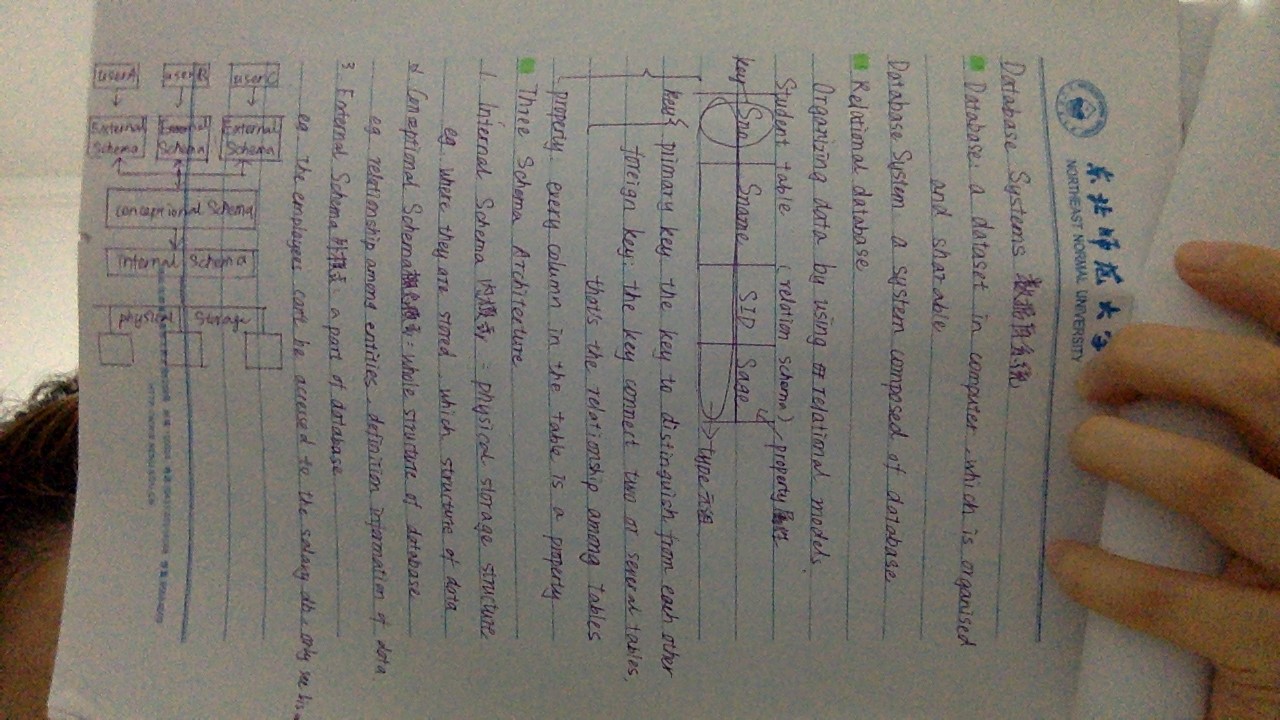 东北师范大学
NORTHEAST NORMAL UNIVERSITY
Database Systems 数据库系统
Database: a dataset in computer, which is organised
and sharable
Database System a system composed of database.
Relational database
Organizing data by using relational models.
Student table (relation schema) property 属性
key Sno Sname SID Sage
type 元组
key { primary key the key to distinguish from each other
foreign key: the key connect two or several tables,
that's the relationship among tables
property. every column in the table is a property
Three Schema Architerture
1. Internal Schema 内模式 = physical storage structure.
eg where they are stored which structure of data
2 Conceptional Schema 概念模式: whole structure of database
eg relationship among entities, definition information of data
3. External Schema 外模式: a part of database
eg The employees can't be accessed to the salary db, only see his
userA userB userC
External Schema External Schema External Schema
conceptional Schema
Internal Schema
physical storage